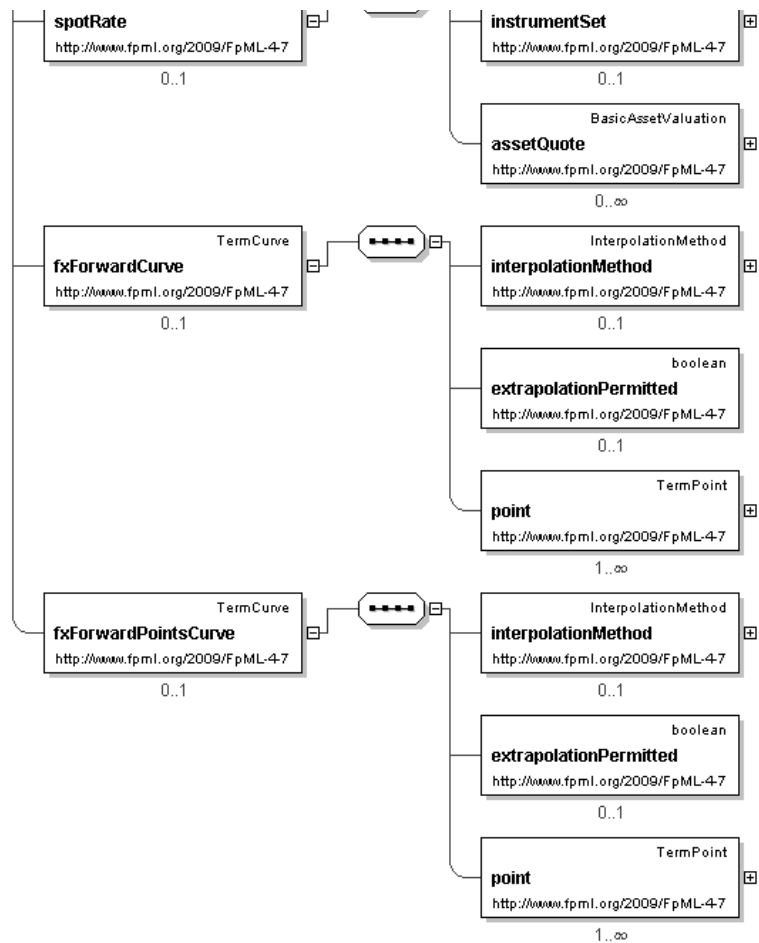 spotRate
http://www.fpml.org/2009/FpML-4-7
0..1
instrumentSet
http://www.fpml.org/2009/FpML-4-7
0..1
BasicAssetValuation
assetQuote
http://www.fpml.org/2009/FpML-4-7
0..∞
TermCurve
fxForwardCurve
http://www.fpml.org/2009/FpML-4-7
0..1
InterpolationMethod
interpolationMethod
http://www.fpml.org/2009/FpML-4-7
0..1
boolean
extrapolationPermitted
http://www.fpml.org/2009/FpML-4-7
0..1
TermPoint
point
http://www.fpml.org/2009/FpML-4-7
1..∞
TermCurve
fxForwardPointsCurve
http://www.fpml.org/2009/FpML-4-7
0..1
InterpolationMethod
interpolationMethod
http://www.fpml.org/2009/FpML-4-7
0..1
boolean
extrapolationPermitted
http://www.fpml.org/2009/FpML-4-7
0..1
TermPoint
point
http://www.fpml.org/2009/FpML-4-7
1..∞